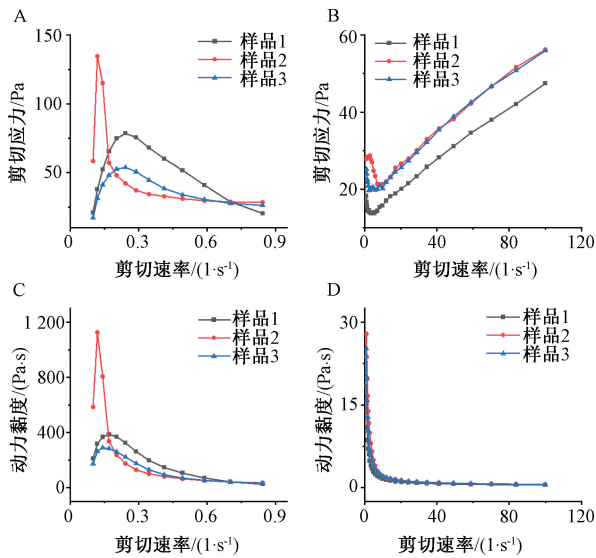 A
样品1
样品2
样品3
剪切应力/Pa
150
125
100
75
50
25
0
0.3
0.6
0.9
剪切速率/(1·s⁻¹)
B
样品1
样品2
样品3
剪切应力/Pa
60
40
20
0
40
80
120
剪切速率/(1·s⁻¹)
C
样品1
样品2
样品3
动力黏度/(Pa·s)
1 200
800
400
0
0
0.3
0.6
0.9
剪切速率/(1·s⁻¹)
D
样品1
样品2
样品3
动力黏度/(Pa·s)
30
15
0
0
40
80
120
剪切速率/(1·s⁻¹)